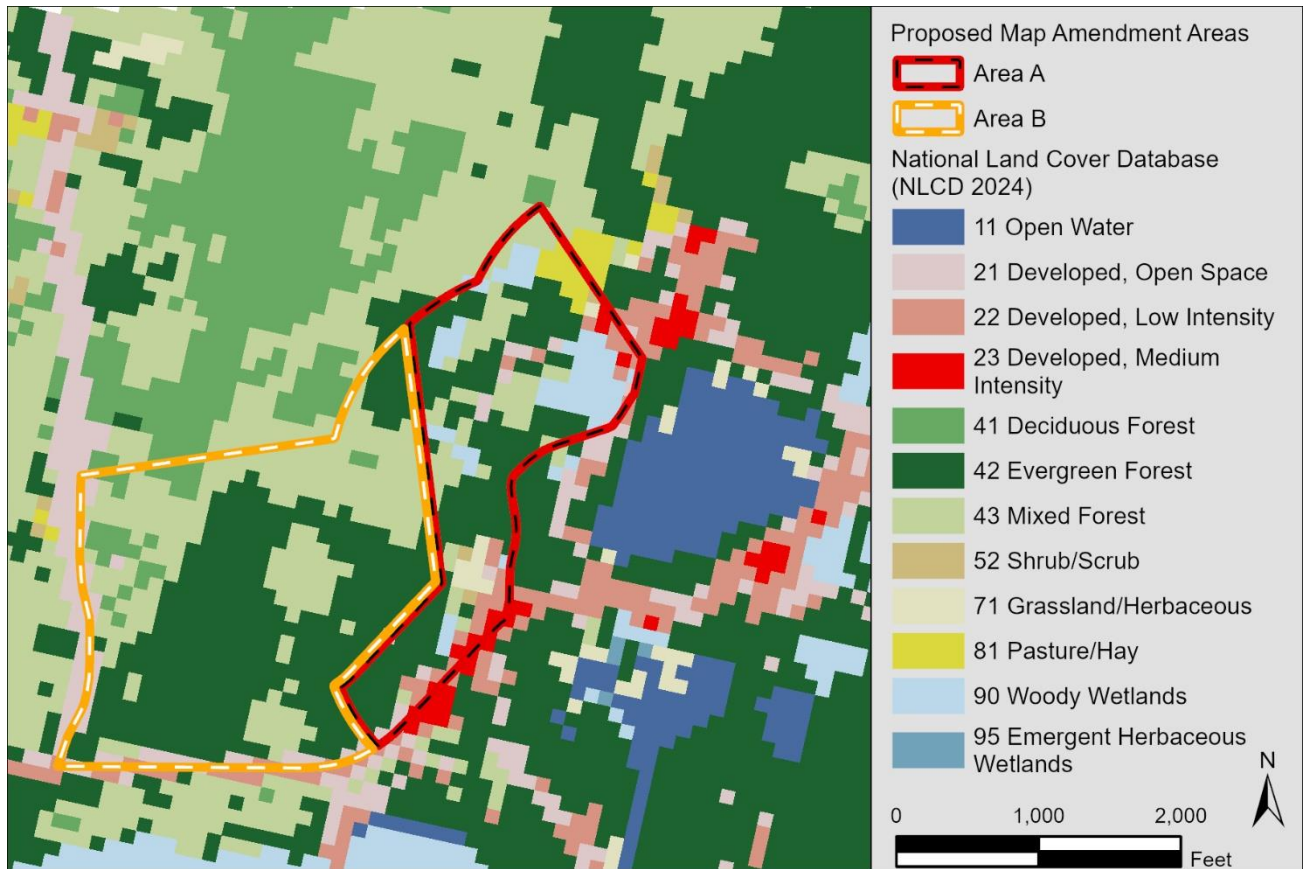 Proposed Map Amendment Areas
Area A
Area B
National Land Cover Database
(NLCD 2024)
11 Open Water
21 Developed, Open Space
22 Developed, Low Intensity
23 Developed, Medium
Intensity
41 Deciduous Forest
42 Evergreen Forest
43 Mixed Forest
52 Shrub/Scrub
71 Grassland/Herbaceous
81 Pasture/Hay
90 Woody Wetlands
95 Emergent Herbaceous
Wetlands
N
0 1,000 2,000
Feet